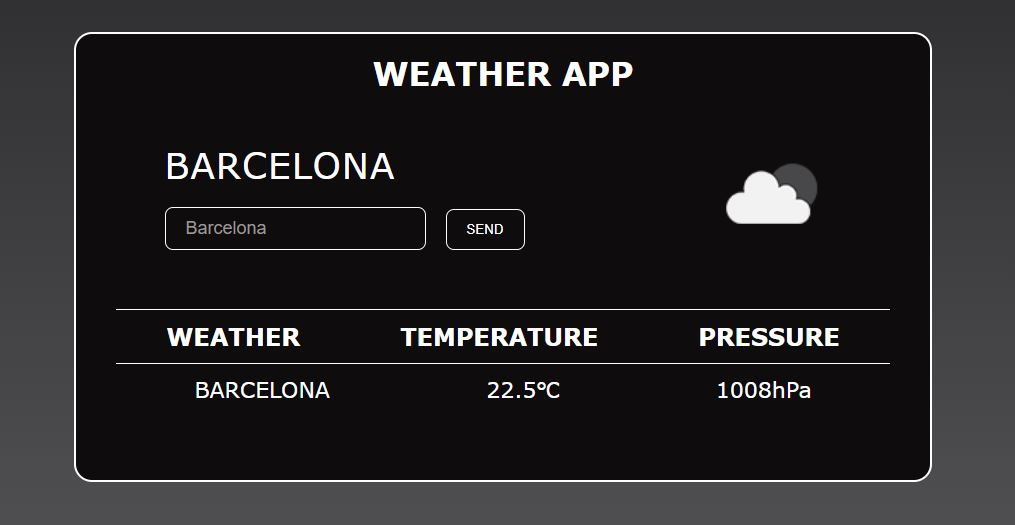 WEATHER APP
BARCELONA
Barcelona SEND
WEATHER TEMPERATURE PRESSURE
BARCELONA 22.5°C 1008hPa